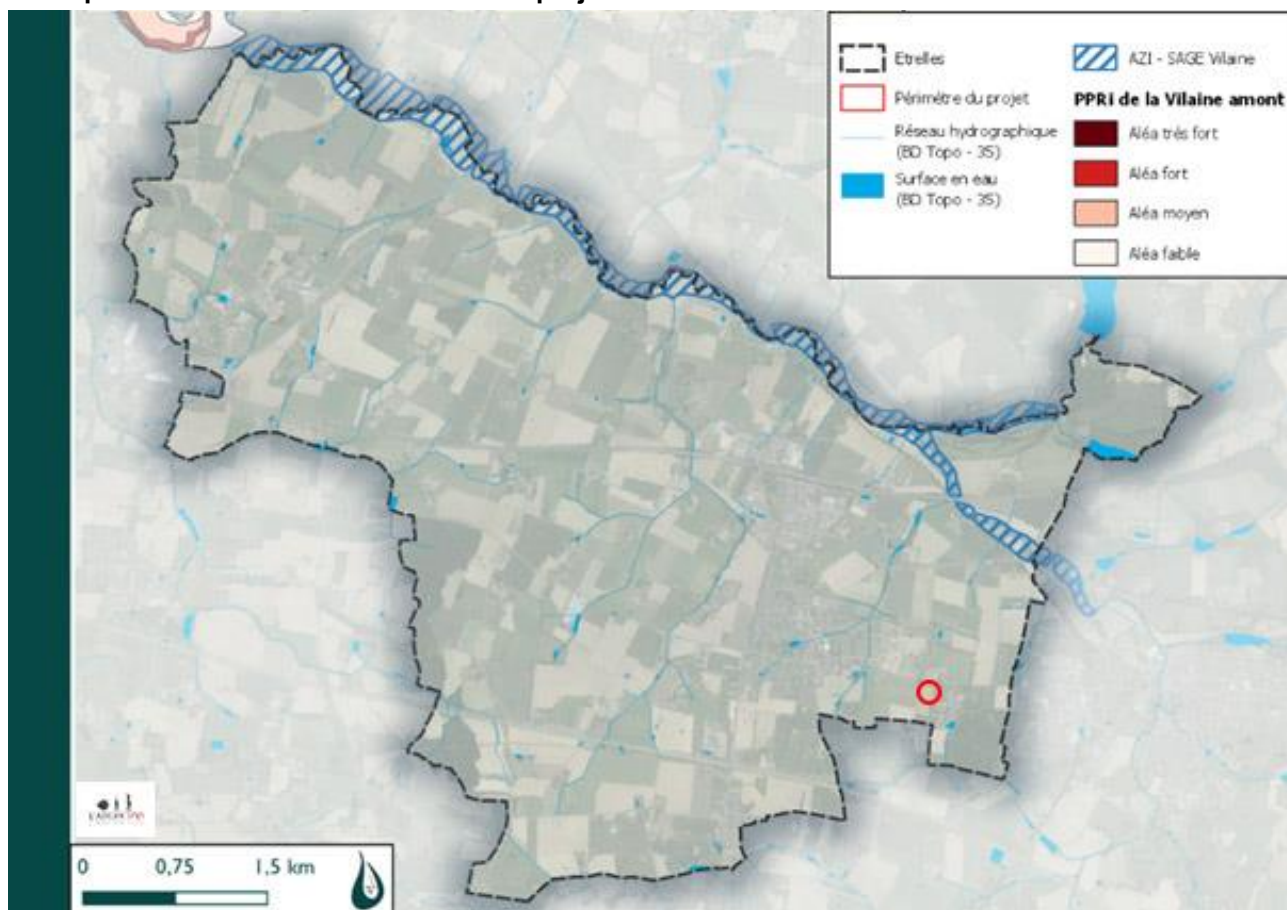 Etrelles
Périmètre du projet
Réseau hydrographique
(BD Topo - 35)
Surface en eau
(BD Topo - 35)
AZI - SAGE Vilaine
PPRi de la Vilaine amont
Aléa très fort
Aléa fort
Aléa moyen
Aléa faible
0 0,75 1,5 km